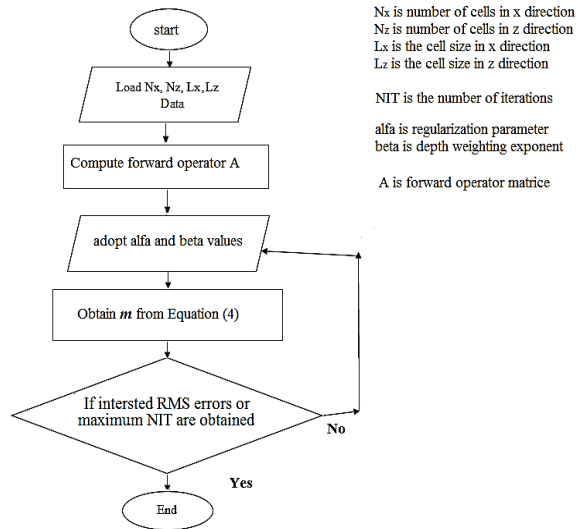 start
Load Nx, Nz, Lx,Lz
Data
Compute forward operator A
adopt alfa and beta values
Obtain m from Equation (4)
If intersted RMS errors or
maximum NIT are obtained
No
Yes
End
Nx is number of cells in x direction
Nz is number of cells in z direction
Lx is the cell size in x direction
Lz is the cell size in z direction
NIT is the number of iterations
alfa is regularization parameter
beta is depth weighting exponent
A is forward operator matrice